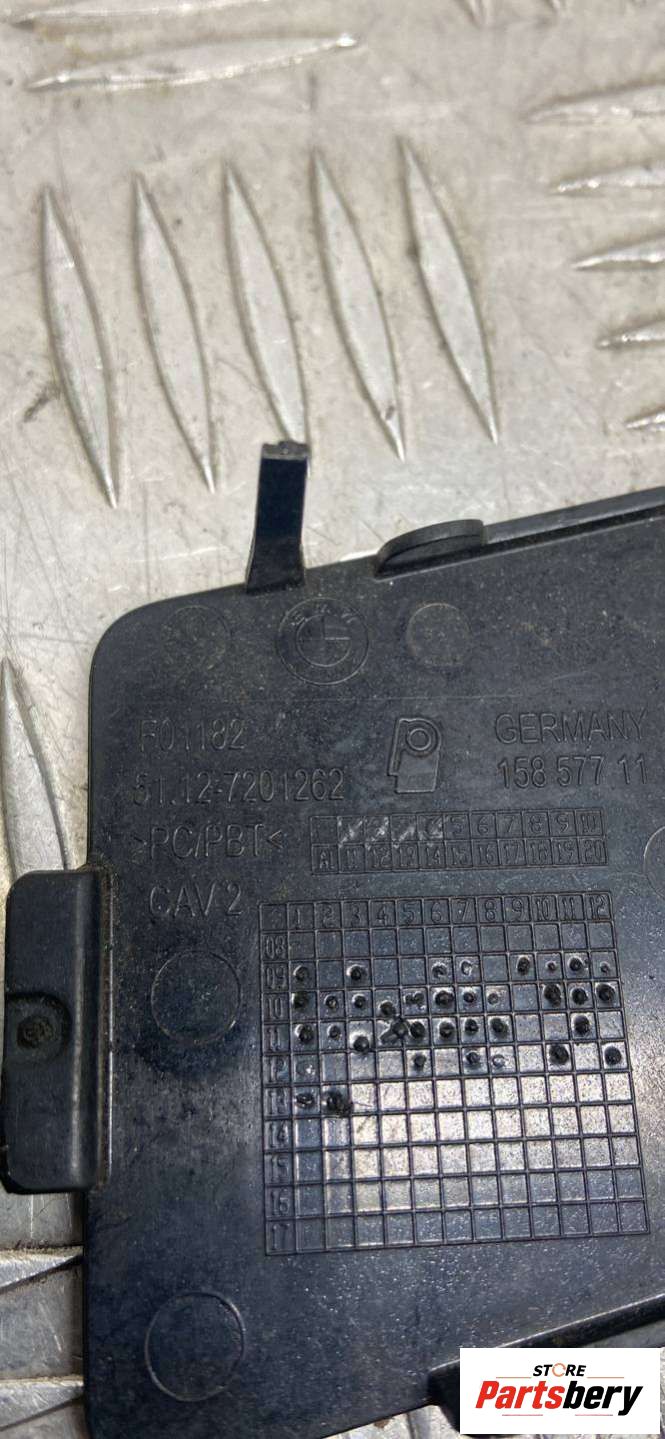 BMW
F01182
GERMANY
51.12-7201262
158 577 11
>PC/PBT<
5 6 7 8 9 10
A 11 12 13 14 15 16 17 18 19 20
CAV 2
1 2 3 4 5 6 7 8 9 10 11 12
08
09
10
11
12
13
14
15
16
17
STORE
Partsbery